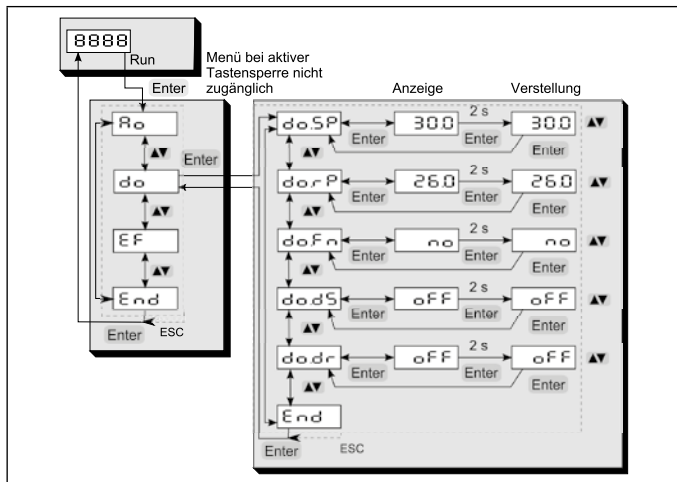 8888
Run
Enter
Menü bei aktiver
Tastensperre nicht
zugänglich
Anzeige
Verstellung
Ao
▲▼
Enter
do
▲▼
EF
▲▼
End
Enter
ESC
do.SP
Enter
30.0
2 s
Enter
30.0
Enter
▲▼
▲▼
do.rP
Enter
26.0
2 s
Enter
26.0
Enter
▲▼
▲▼
do.Fn
Enter
no
2 s
Enter
no
Enter
▲▼
▲▼
do.dS
Enter
oFF
2 s
Enter
oFF
Enter
▲▼
▲▼
do.dr
Enter
oFF
2 s
Enter
oFF
Enter
▲▼
▲▼
End
Enter
ESC